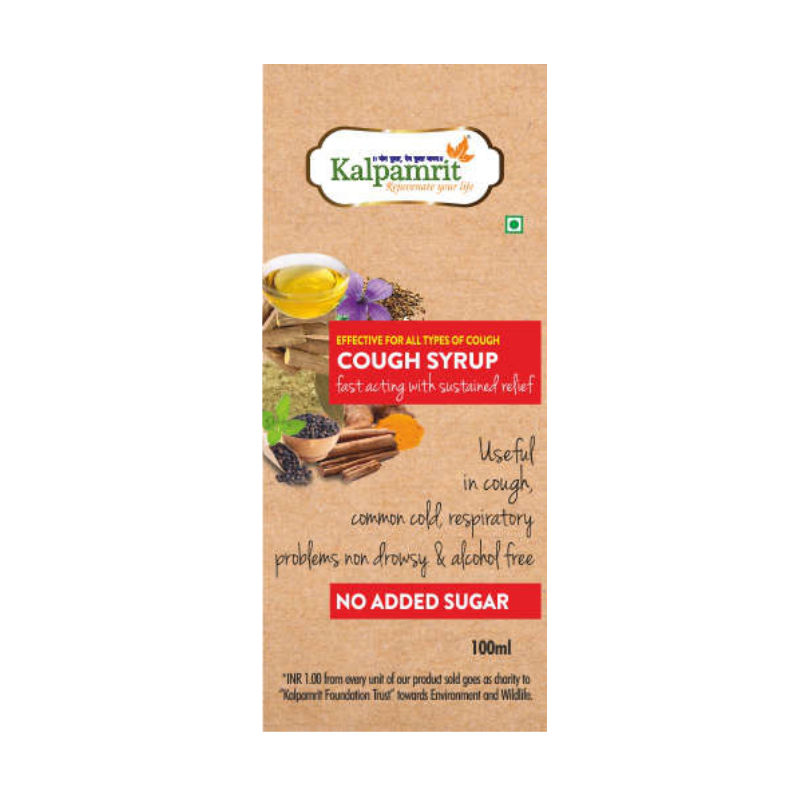 Kalpamrit
Rejuvenate your life
EFFECTIVE FOR ALL TYPES OF COUGH
COUGH SYRUP
fast acting with sustained relief
Useful
in cough,
common cold, respiratory
problems non drowsy & alcohol free
NO ADDED SUGAR
100ml
*INR 1.00 from every unit of our product sold goes as charity to
"Kalpamrit Foundation Trust" towards Environment and Wildlife.